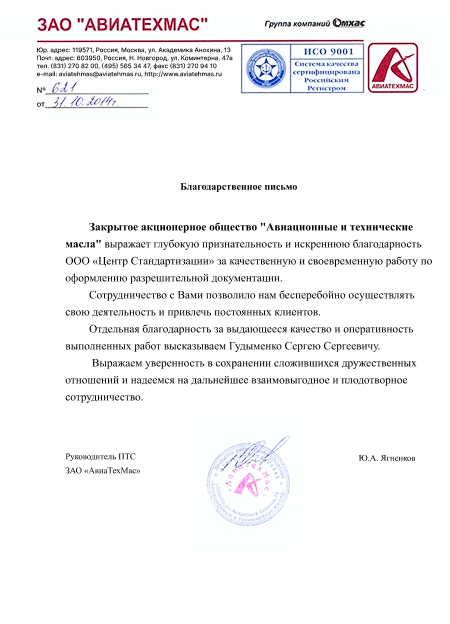 ЗАО "АВИАТЕХМАС"
Группа компаний Омхас
Юр. адрес: 119571, Россия, Москва, ул. Академика Анохина, 13
Почт. адрес: 603950, Россия, Н. Новгород, ул. Коминтерна, 47а
тел. (831) 270 82 00, (495) 565 34 47, факс (831) 270 94 10
e-mail: aviatehmas@aviatehmas.ru, http://www.aviatehmas.ru
ИСО 9001
Система качества
сертифицирована
Российским
Регистром
АВИАТЕХМАС
№ 621
от 31.10.2014г.
Благодарственное письмо
Закрытое акционерное общество "Авиационные и технические
масла" выражает глубокую признательность и искреннюю благодарность
ООО «Центр Стандартизации» за качественную и своевременную работу по
оформлению разрешительной документации.
Сотрудничество с Вами позволило нам бесперебойно осуществлять
свою деятельность и привлечь постоянных клиентов.
Отдельная благодарность за выдающееся качество и оперативность
выполненных работ высказываем Гудыменко Сергею Сергеевичу.
Выражаем уверенность в сохранении сложившихся дружественных
отношений и надеемся на дальнейшее взаимовыгодное и плодотворное
сотрудничество.
Руководитель ПТС
ЗАО «АвиаТехМас»
Ю.А. Ягненков
АвиаТехМас